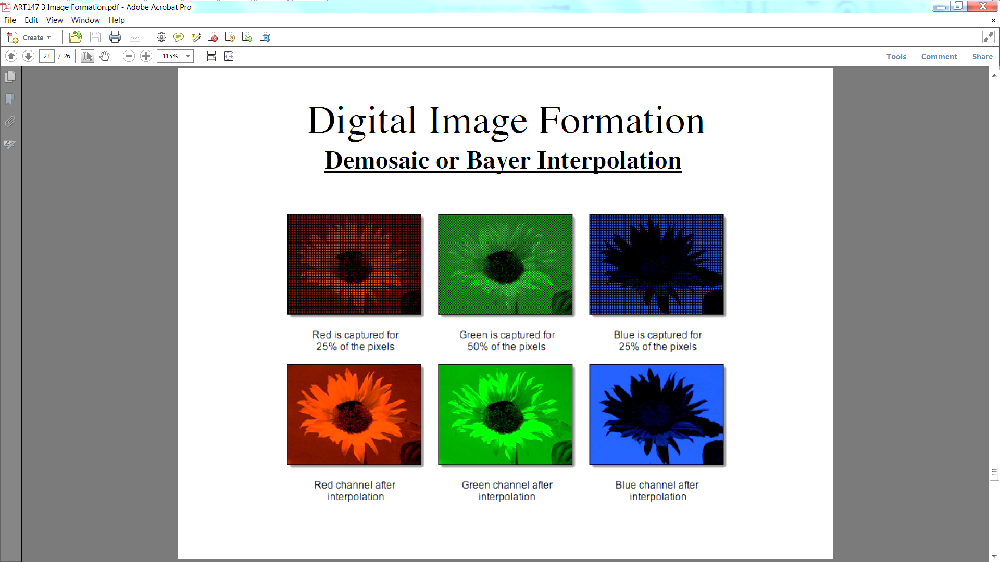 ART147 3 Image Formation.pdf - Adobe Acrobat Pro
File Edit View Window Help
Create
23 / 26 115% Tools Comment Share
Digital Image Formation
Demosaic or Bayer Interpolation
Red is captured for
25% of the pixels
Green is captured for
50% of the pixels
Blue is captured for
25% of the pixels
Red channel after
interpolation
Green channel after
interpolation
Blue channel after
interpolation